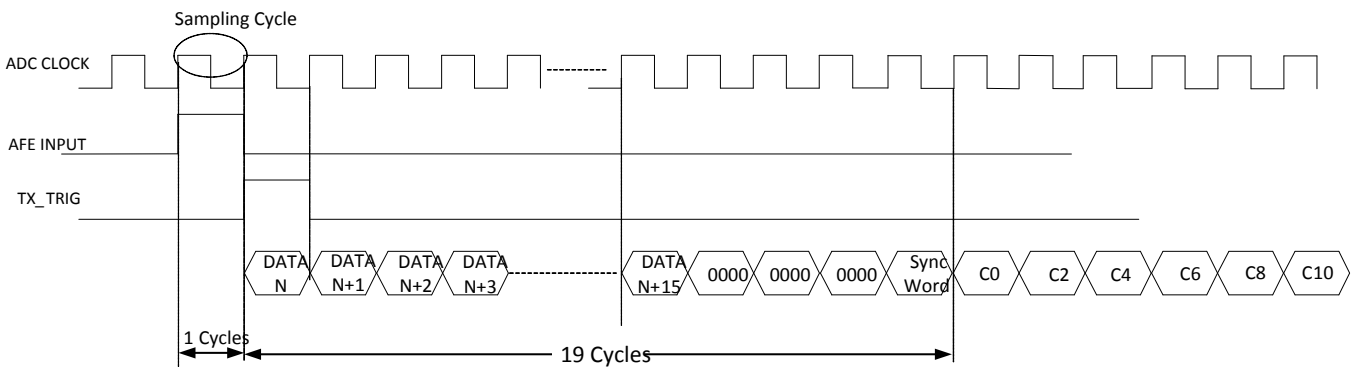 Sampling Cycle
ADC CLOCK
AFE INPUT
TX_TRIG
DATA N
DATA N+1
DATA N+2
DATA N+3
DATA N+15
0000
0000
0000
Sync Word
C0
C2
C4
C6
C8
C10
1 Cycles
19 Cycles